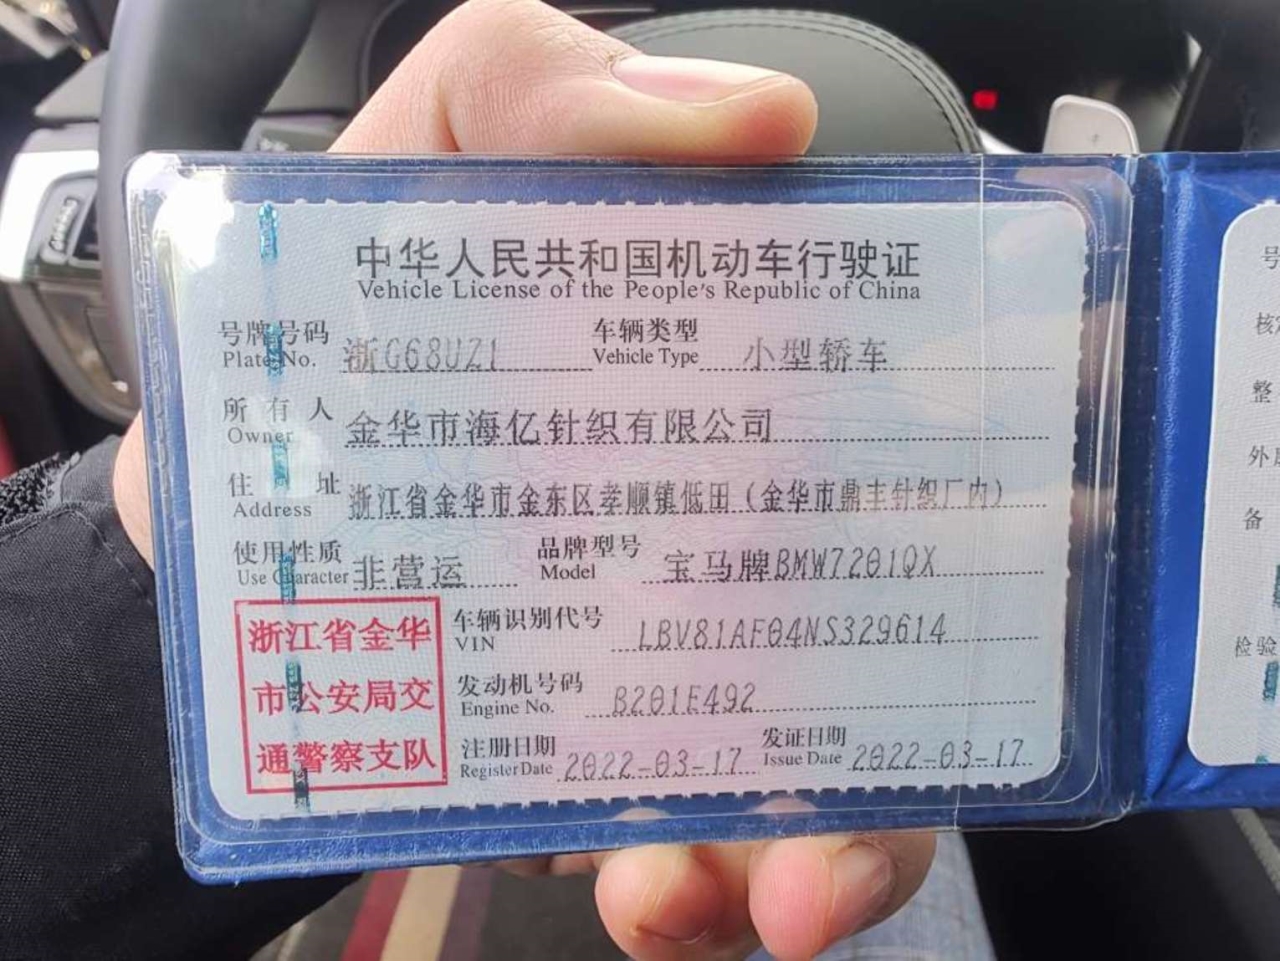 中华人民共和国机动车行驶证
Vehicle License of the People's Republic of China
号牌号码 浙G68UZ1 车辆类型 小型轿车
Plate No. Vehicle Type
所有人 金华市海亿针织有限公司
Owner
住址 浙江省金华市金东区孝顺镇低田(金华市鼎丰针织厂内)
Address
使用性质 非营运 品牌型号 宝马牌BMW7201QX
Use Character Model
车辆识别代号 LBV81AF04NS329614
VIN
发动机号码 B201E492
Engine No.
注册日期 2022-03-17 发证日期 2022-03-17
Register Date Issue Date
浙江省金华
市公安局交
通警察支队
号
核
整
外
备
检验